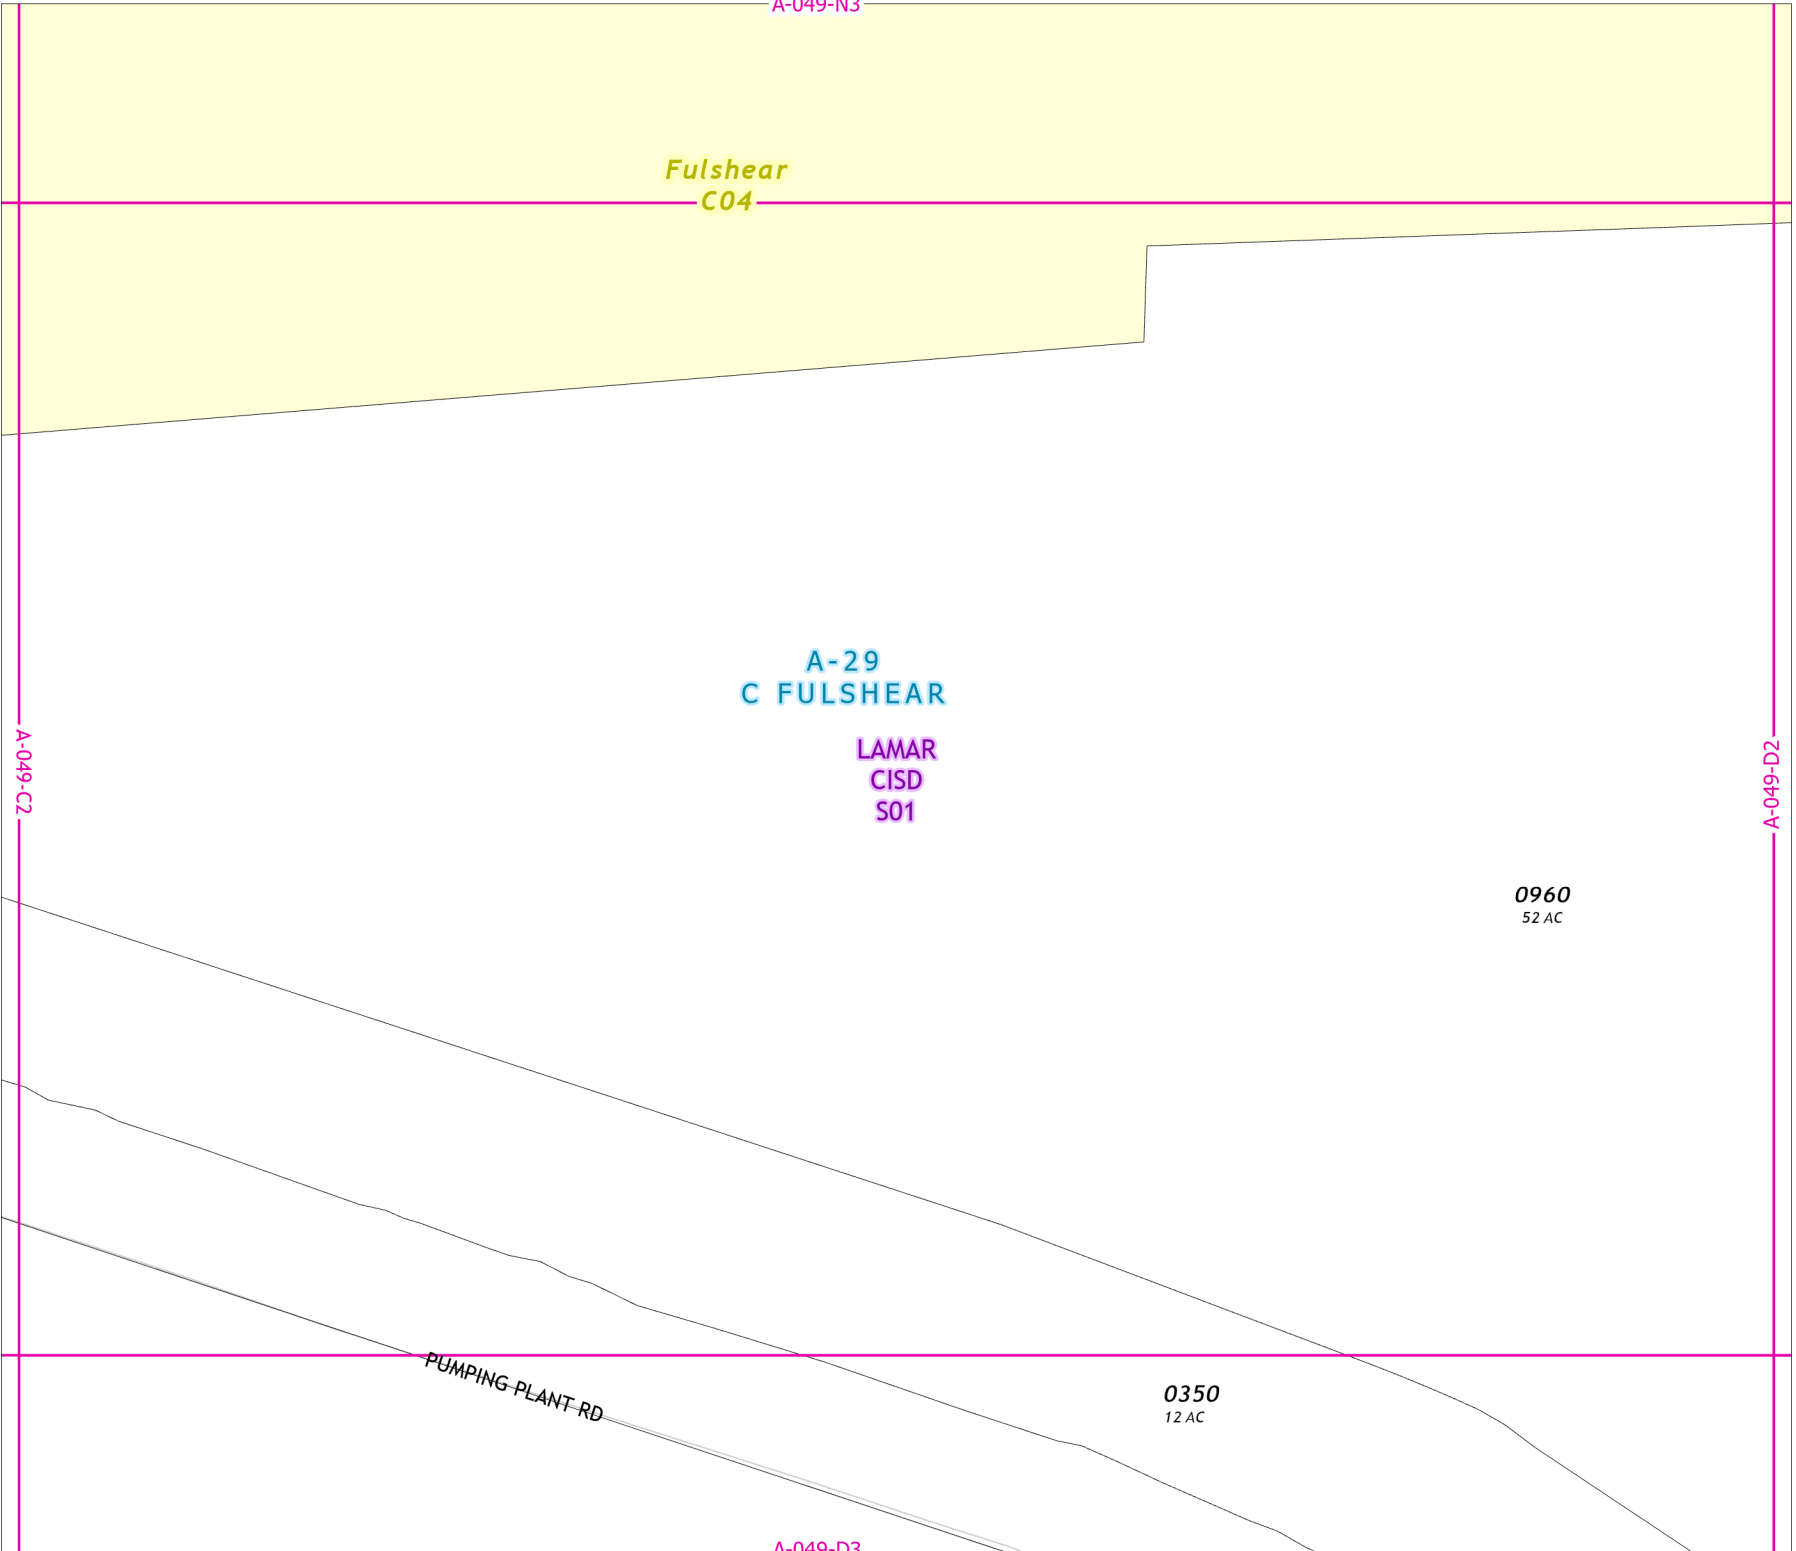 A-049-N3
Fulshear
C04
A-29
C FULSHEAR
LAMAR
CISD
S01
A-049-C2
A-049-D2
0960
52 AC
PUMPING PLANT RD
0350
12 AC
A-049-D3